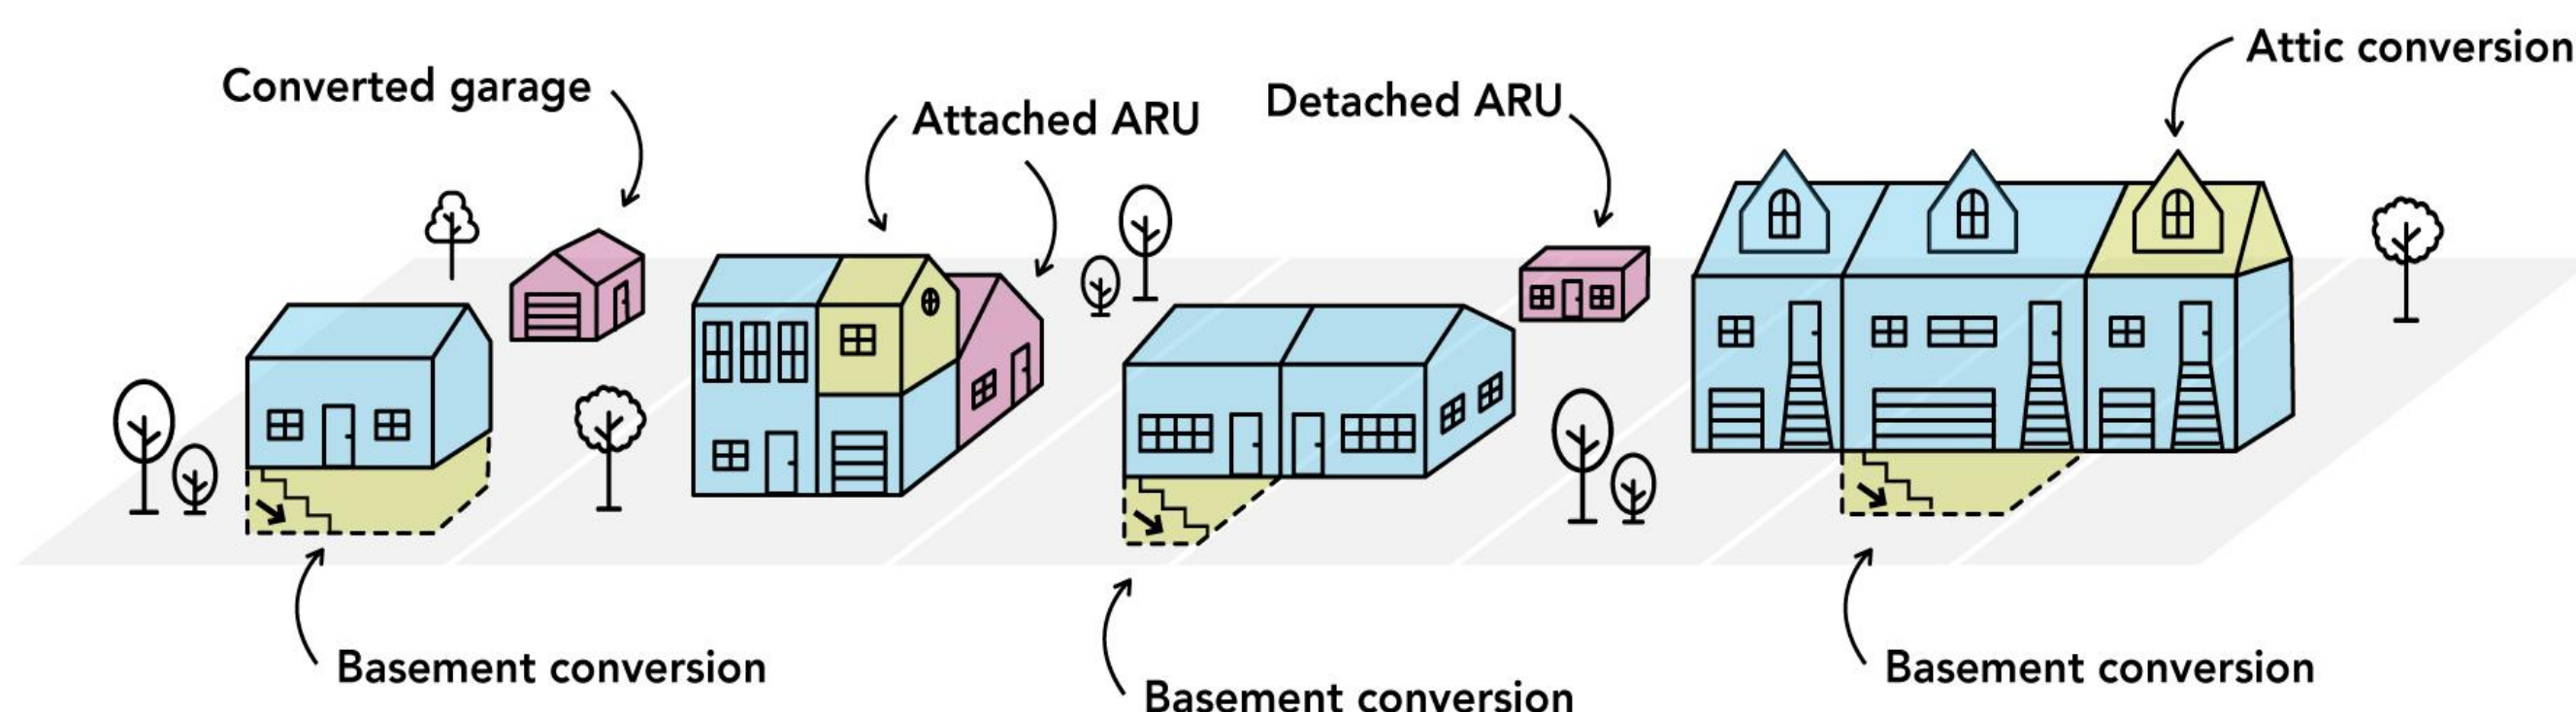 Converted garage
Attached ARU
Detached ARU
Attic conversion
Basement conversion
Basement conversion
Basement conversion